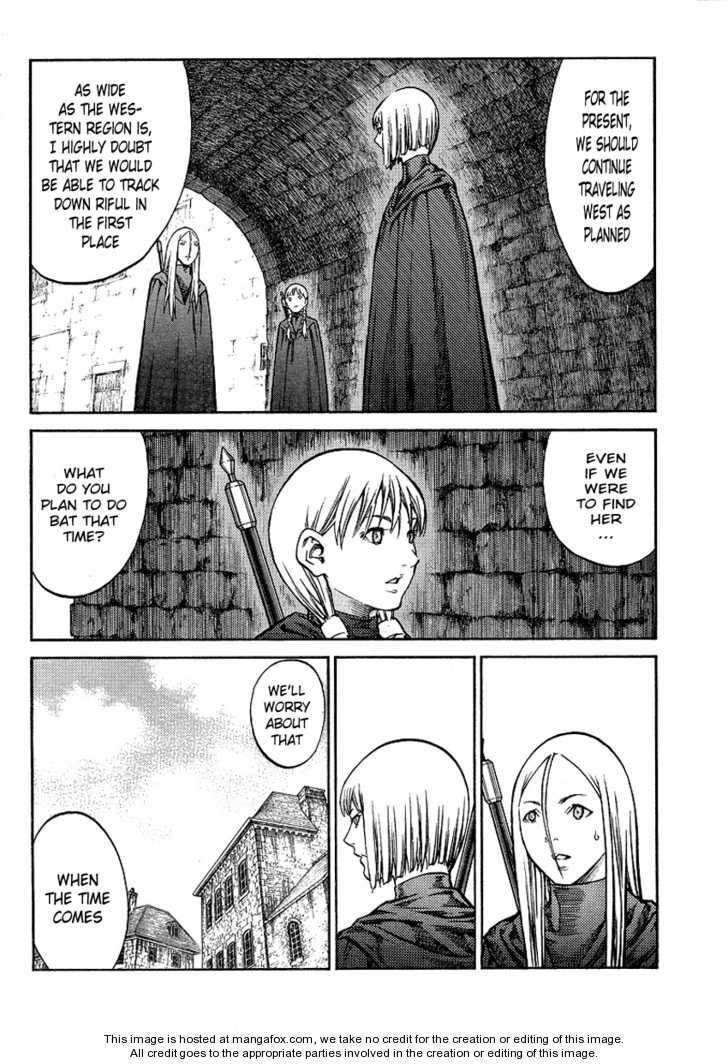 FOR THE
PRESENT,
WE SHOULD
CONTINUE
TRAVELING
WEST AS
PLANNED
AS WIDE
AS THE WES-
TERN REGION IS,
I HIGHLY DOUBT
THAT WE WOULD
BE ABLE TO TRACK
DOWN RIFUL IN
THE FIRST
PLACE
EVEN
IF WE
WERE
TO FIND
HER
...
WHAT
DO YOU
PLAN TO DO
BAT THAT
TIME?
WE'LL
WORRY
ABOUT
THAT
WHEN
THE TIME
COMES
This image is hosted at mangafox.com, we take no credit for the creation or editing of this image.
All credit goes to the appropriate parties involved in the creation or editing of this image.